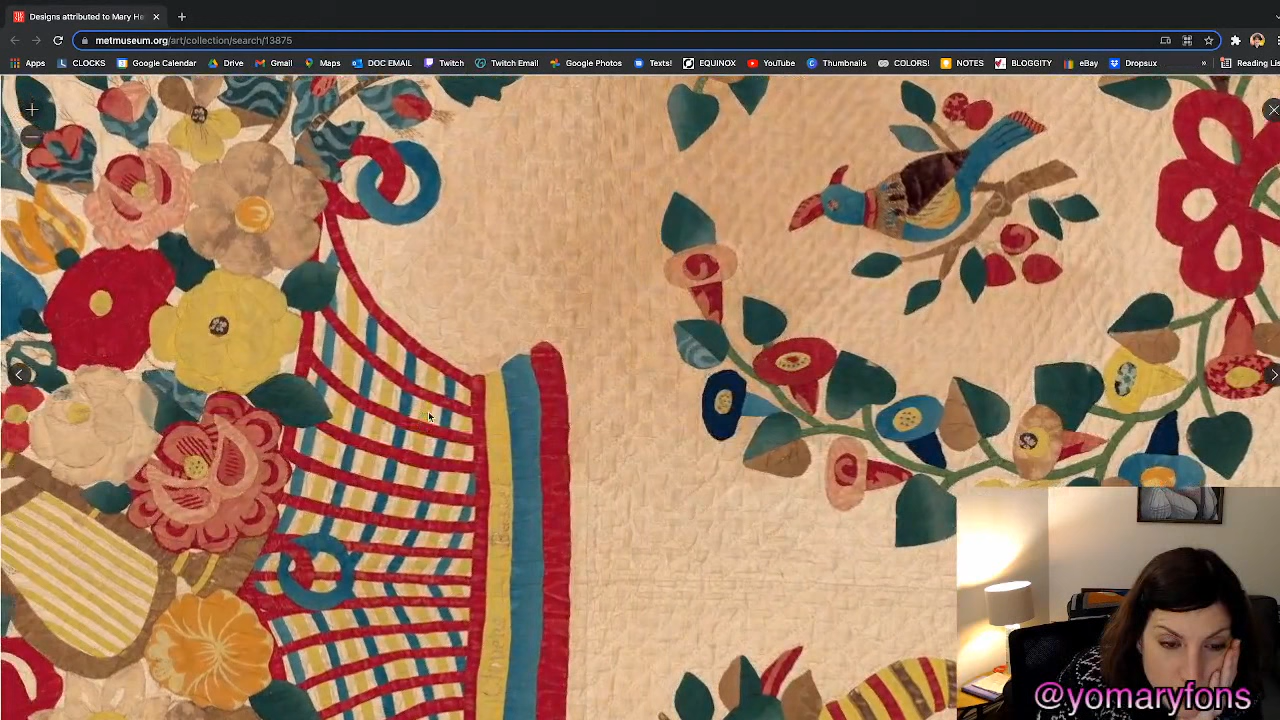 Designs attributed to Mary He
metmuseum.org/art/collection/search/13875
Apps CLOCKS Google Calendar Drive Gmail Maps DOC EMAIL Twitch Twitch Email EQUINOX Google Photos Texts! YouTube Thumbnails COLORS! NOTES BLOGGITY eBay Dropsux » Reading List
@yomaryfons